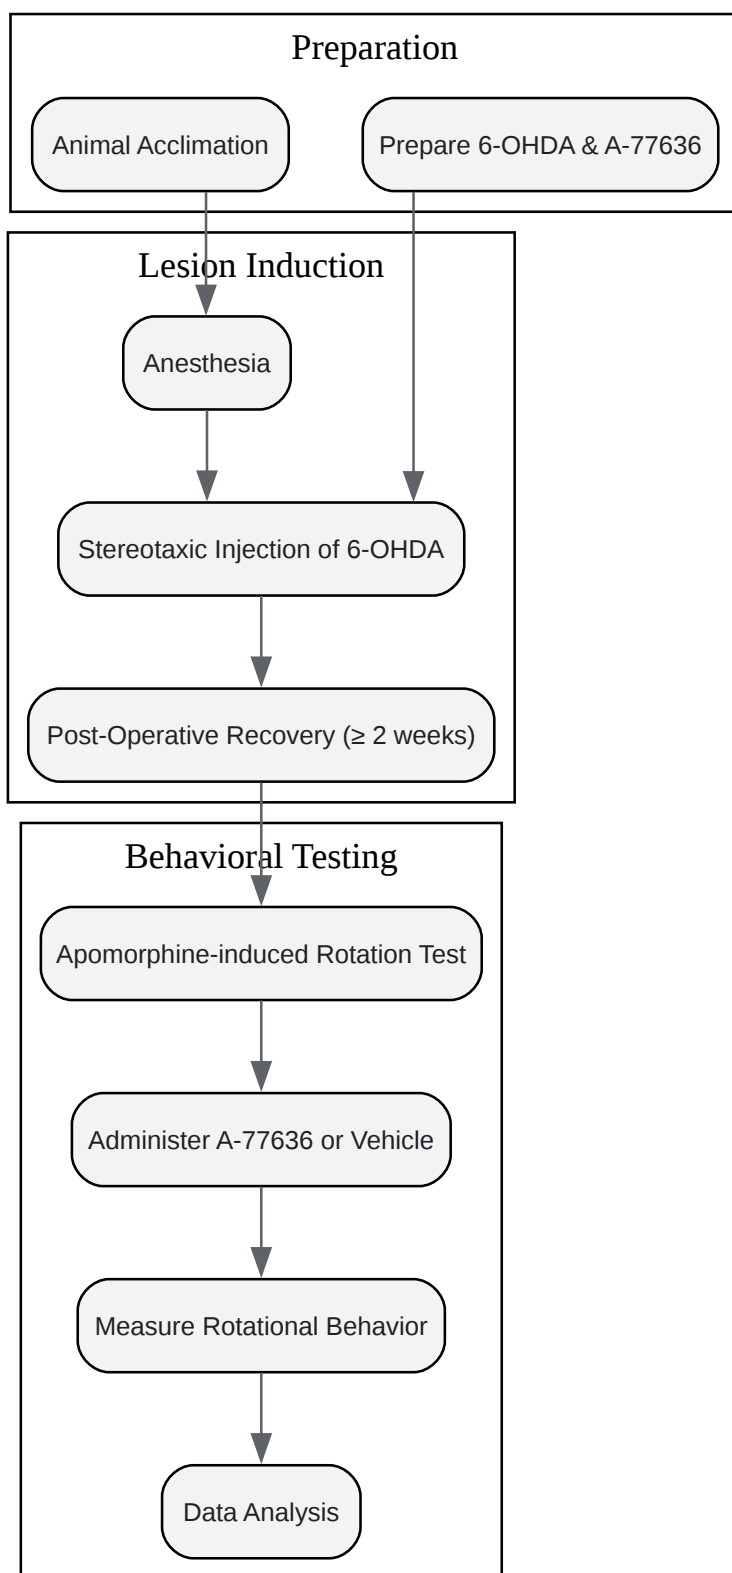 Preparation
Animal Acclimation
Prepare 6-OHDA & A-77636
Lesion Induction
Anesthesia
Stereotaxic Injection of 6-OHDA
Post-Operative Recovery (≥ 2 weeks)
Behavioral Testing
Apomorphine-induced Rotation Test
Administer A-77636 or Vehicle
Measure Rotational Behavior
Data Analysis